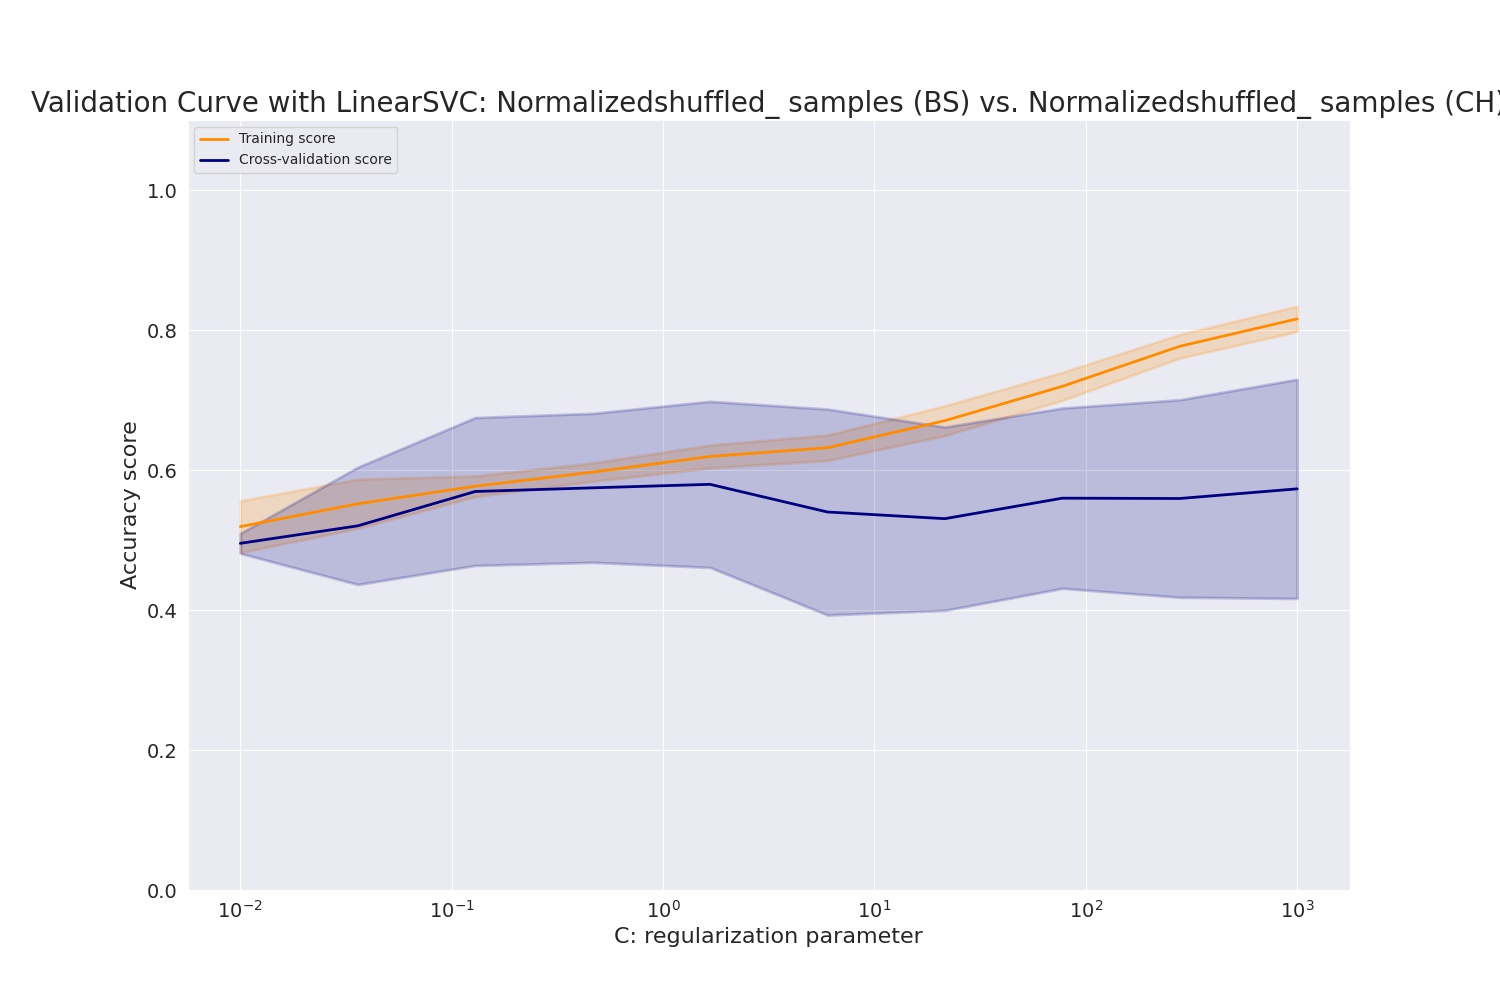 Validation Curve with LinearSVC: Normalizedshuffled_ samples (BS) vs. Normalizedshuffled_ samples (CH)
Training score
Cross-validation score
Accuracy score
1.0
0.8
0.6
0.4
0.2
0.0
10⁻² 10⁻¹ 10⁰ 10¹ 10² 10³
C: regularization parameter